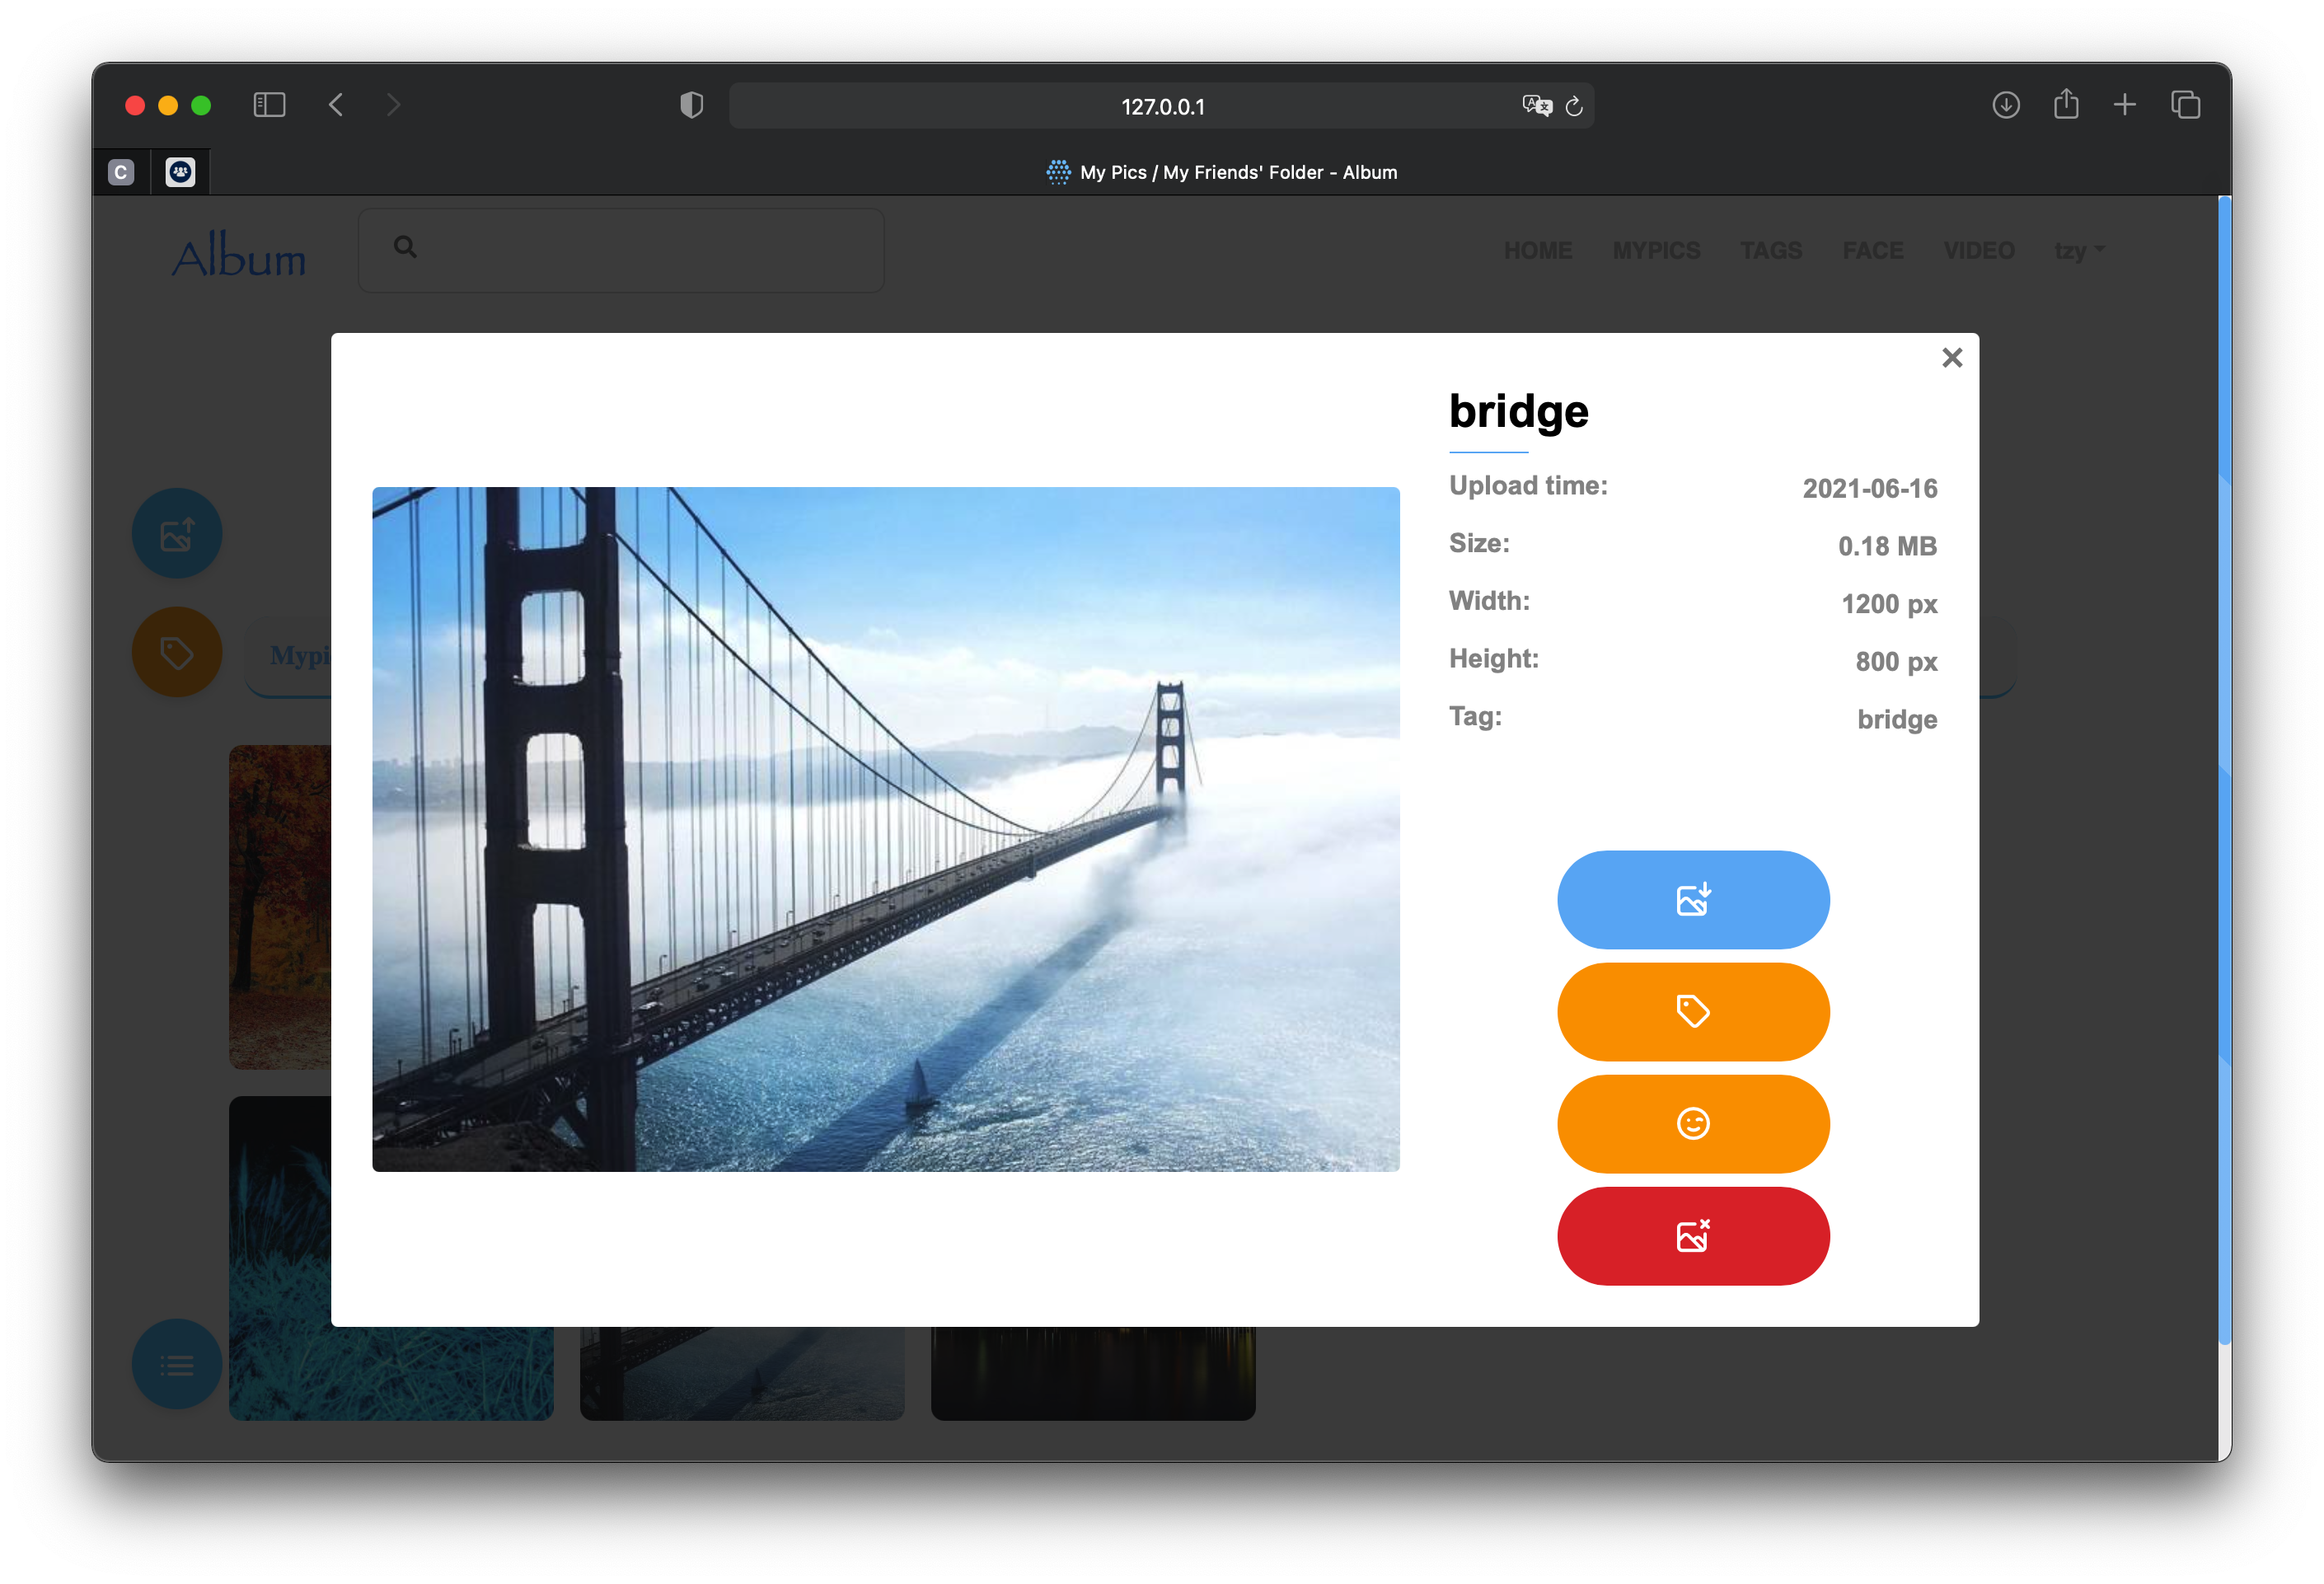 127.0.0.1
C
My Pics / My Friends' Folder - Album
Album
HOME MYPICS TAGS FACE VIDEO tzy
bridge
Upload time: 2021-06-16
Size: 0.18 MB
Width: 1200 px
Height: 800 px
Tag: bridge